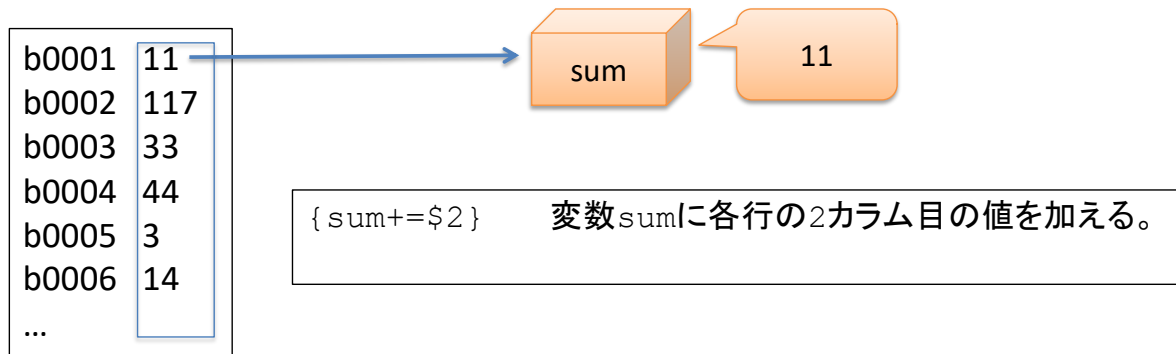 b0001 11
b0002 117
b0003 33
b0004 44
b0005 3
b0006 14
…
sum
11
{sum+=$2} 変数sumに各行の2カラム目の値を加える。